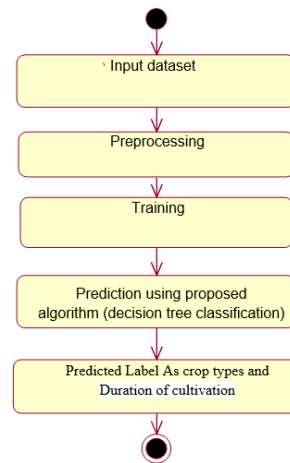 Input dataset
Preprocessing
Training
Prediction using proposed
algorithm (decision tree classification)
Predicted Label As crop types and
Duration of cultivation